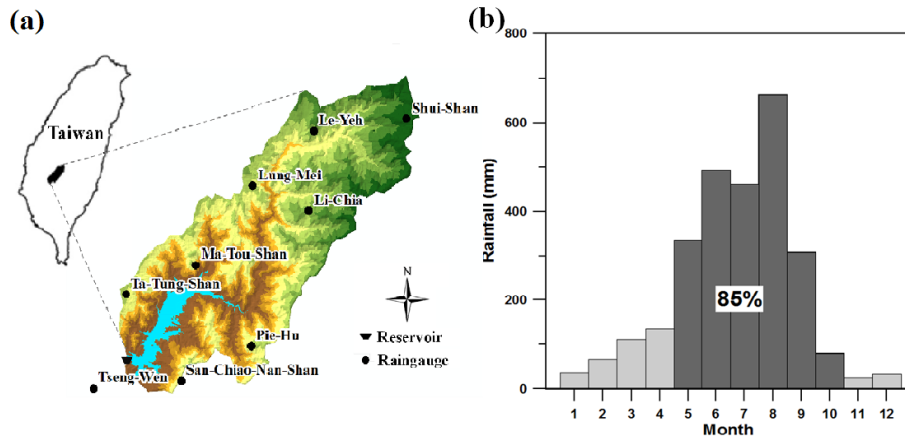 (a)
Taiwan
Le-Yeh
Shui-Shan
Lung-Mei
Li-Chia
Ma-Tou-Shan
Ta-Tung-Shan
N
Pie-Hu
Reservoir
Raingauge
Tseng-Wen
San-Chiao-Nan-Shan
(b)
800
600
400
200
0
Rainfall (mm)
85%
1 2 3 4 5 6 7 8 9 10 11 12
Month